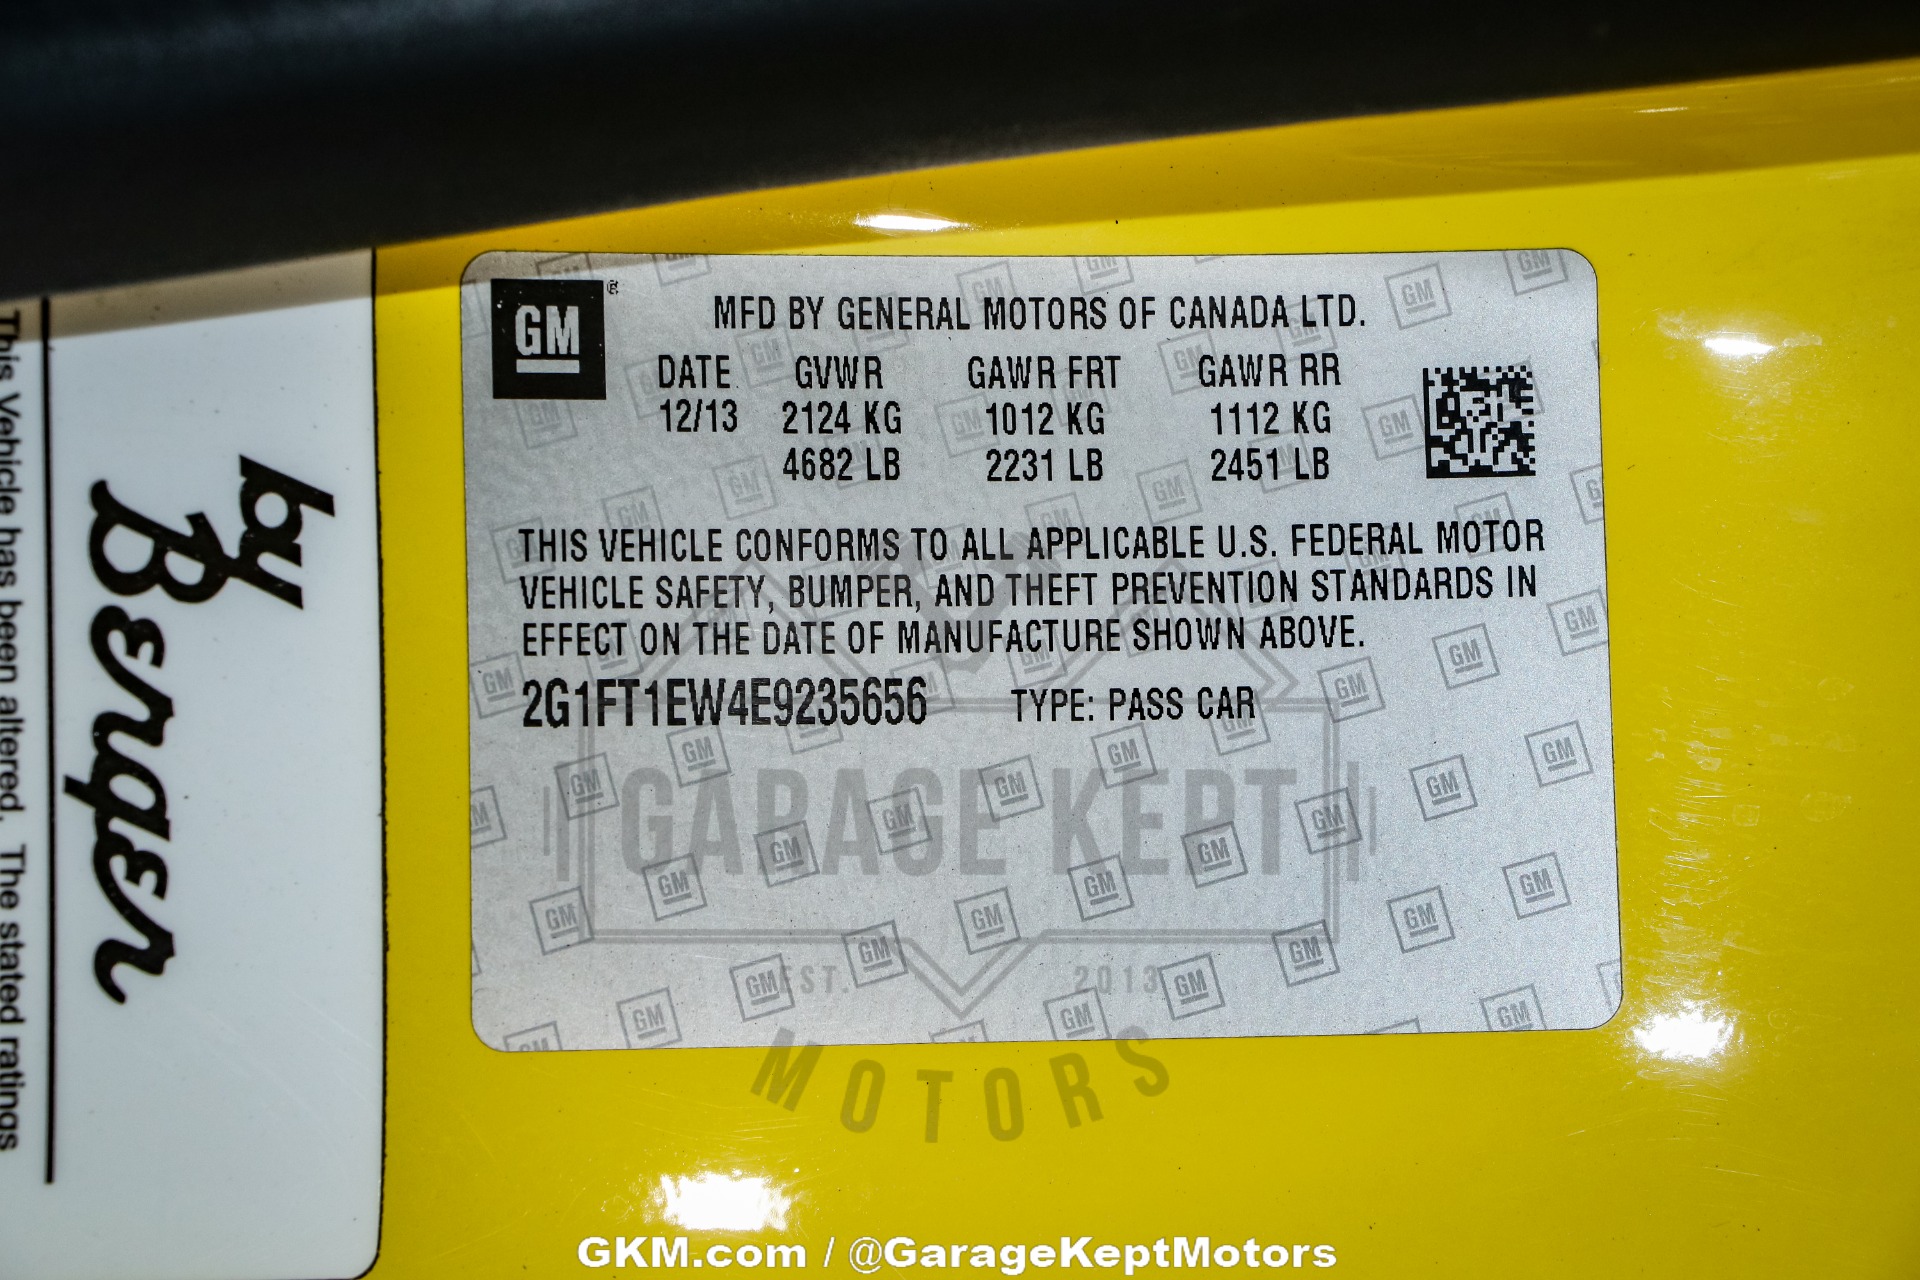 GM
MFD BY GENERAL MOTORS OF CANADA LTD.
DATE GVWR GAWR FRT GAWR RR
12/13 2124 KG 1012 KG 1112 KG
4682 LB 2231 LB 2451 LB
THIS VEHICLE CONFORMS TO ALL APPLICABLE U.S. FEDERAL MOTOR
VEHICLE SAFETY, BUMPER, AND THEFT PREVENTION STANDARDS IN
EFFECT ON THE DATE OF MANUFACTURE SHOWN ABOVE.
2G1FT1EW4E9235656 TYPE: PASS CAR
by
Berger
This Vehicle has been altered. The stated ratings
GARAGE KEPT
EST. 2013
MOTORS
GKM.com / @GarageKeptMotors